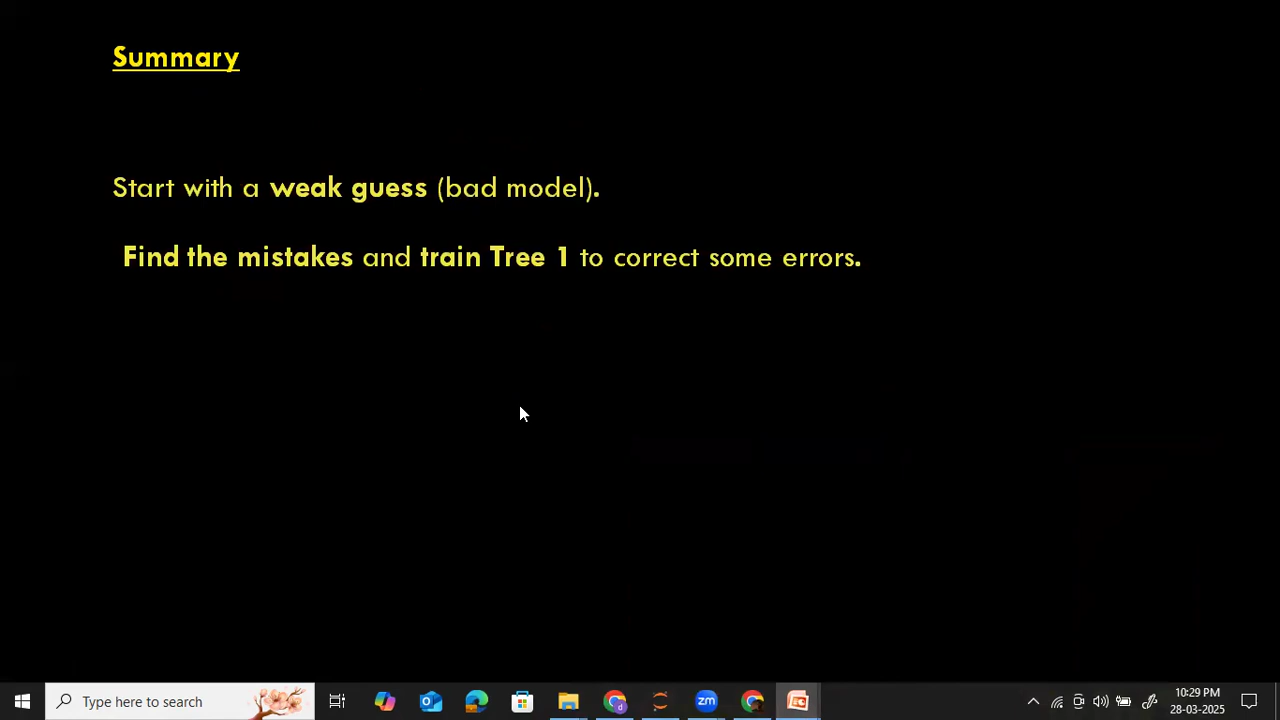 Summary
Start with a weak guess (bad model).
Find the mistakes and train Tree 1 to correct some errors.
Type here to search
zm
10:29 PM
28-03-2025